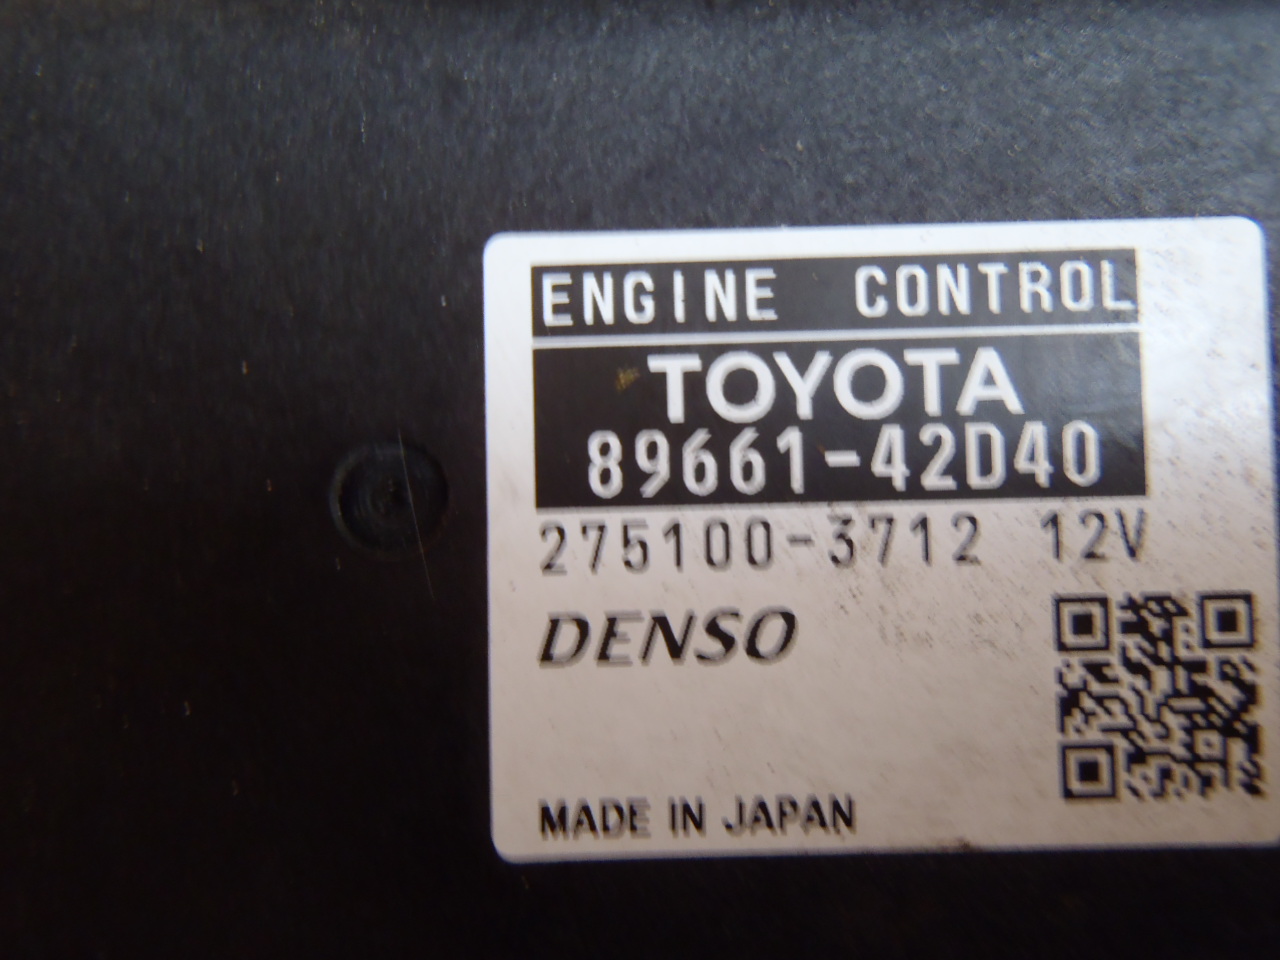 ENGINE CONTROL
TOYOTA
89661-42D40
275100-3712 12V
DENSO
MADE IN JAPAN